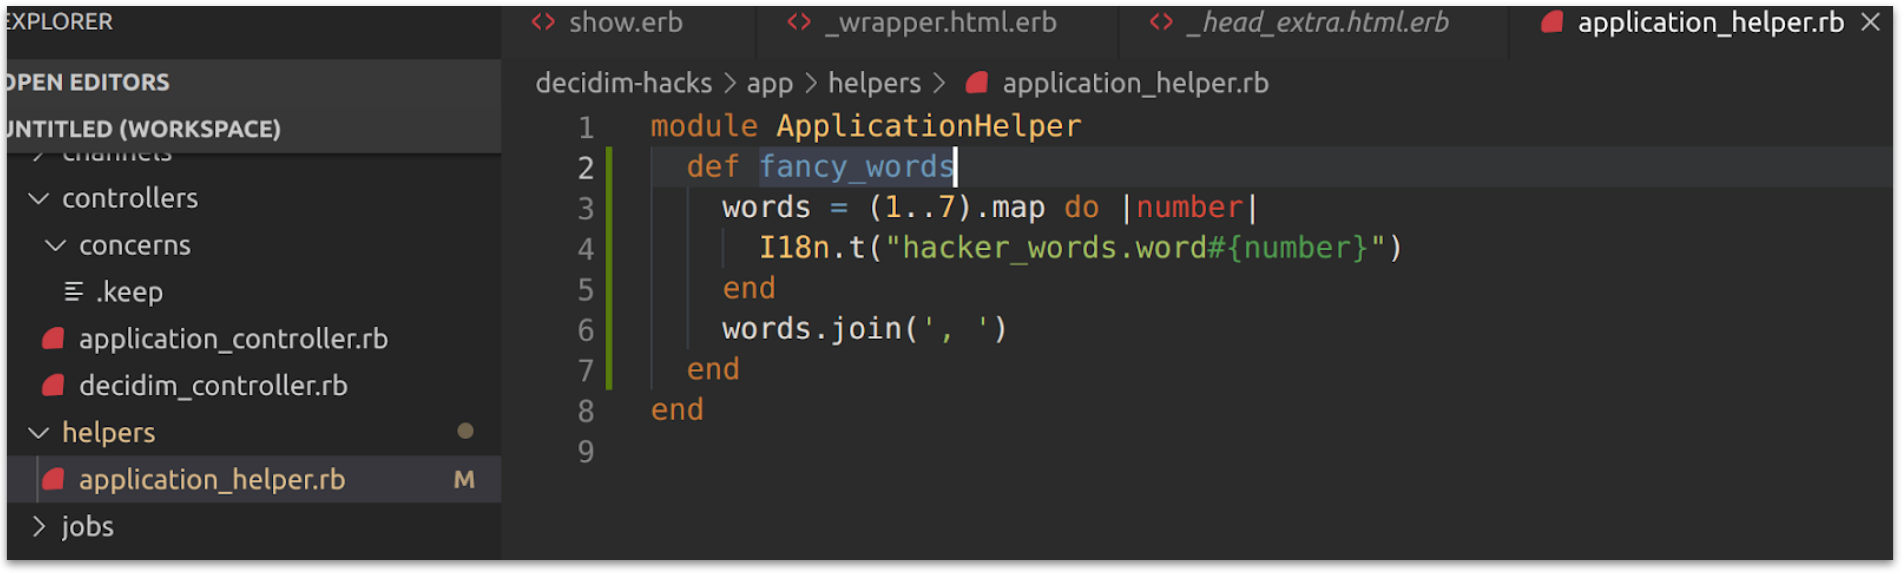 EXPLORER
OPEN EDITORS
UNTITLED (WORKSPACE)
channels
controllers
concerns
.keep
application_controller.rb
decidim_controller.rb
helpers
application_helper.rb M
jobs
show.erb _wrapper.html.erb _head_extra.html.erb application_helper.rb
decidim-hacks > app > helpers > application_helper.rb
1 module ApplicationHelper
2 def fancy_words
3 words = (1..7).map do |number|
4 I18n.t("hacker_words.word#{number}")
5 end
6 words.join(', ')
7 end
8 end
9